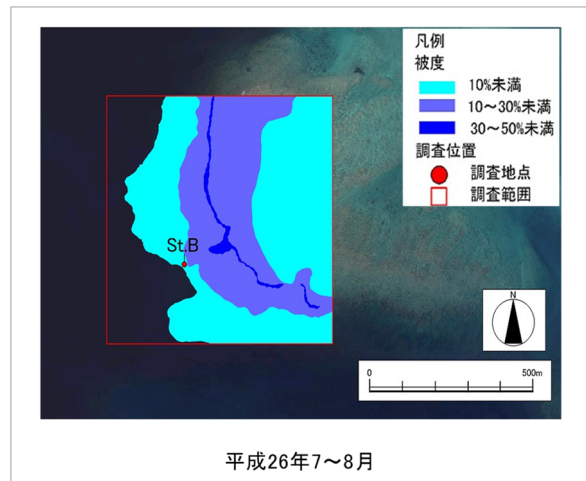 凡例
被度
10%未満
10～30%未満
30～50%未満
調査位置
調査地点
調査範囲
St.B
N
0 500m
平成26年7～8月